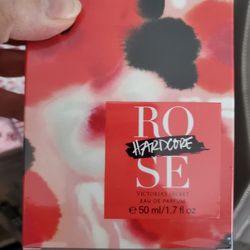 RO
HARDCORE
SE
VICTORIA'S SECRET
EAU DE PARFUM
℮ 50 ml/1.7 fl oz